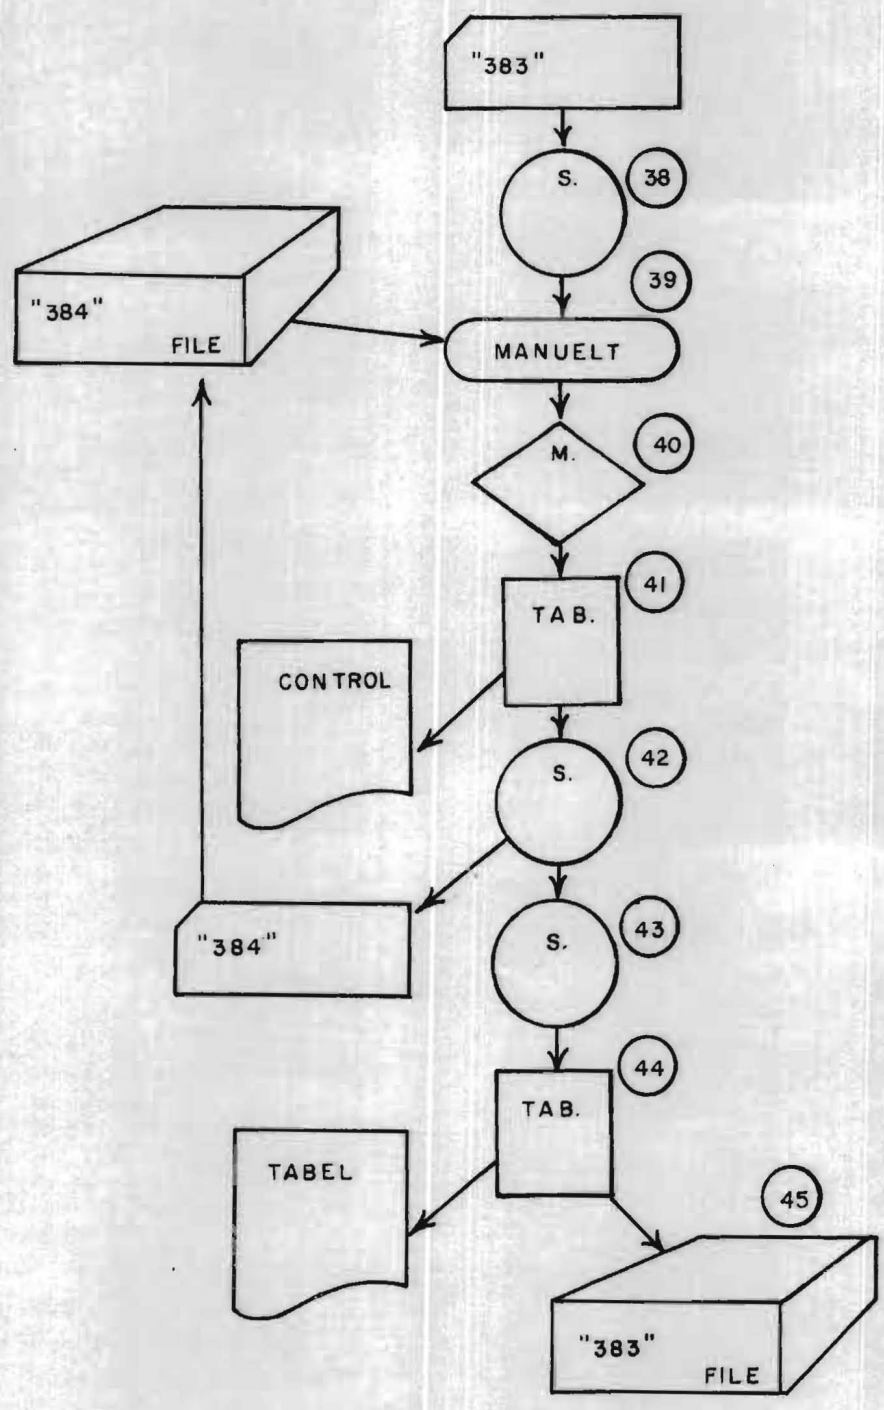 "383"
S.
38
39
"384"
FILE
MANUELT
M.
40
TAB.
41
CONTROL
S.
42
"384"
S.
43
TAB.
44
TABEL
45
"383"
FILE